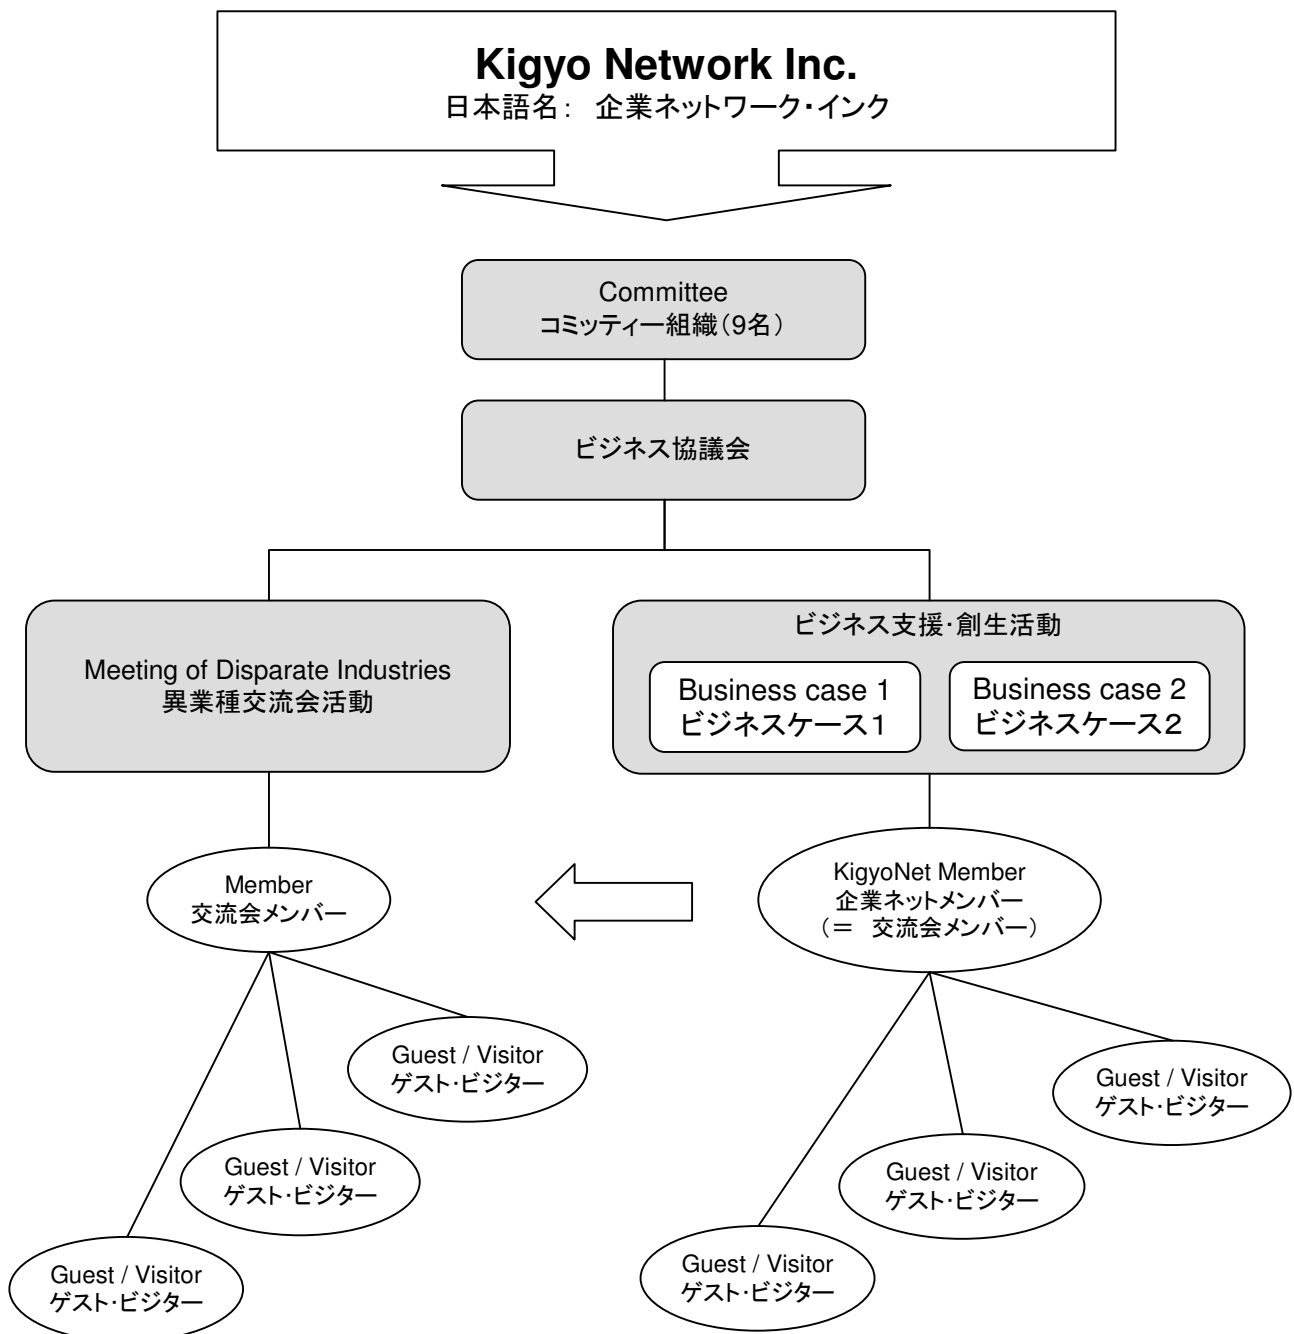 Kigyo Network Inc.
日本語名： 企業ネットワーク・インク
Committee
コミッティー組織（9名）
ビジネス協議会
Meeting of Disparate Industries
異業種交流会活動
ビジネス支援・創生活動
Business case 1
ビジネスケース１
Business case 2
ビジネスケース２
Member
交流会メンバー
KigyoNet Member
企業ネットメンバー
（＝ 交流会メンバー）
Guest / Visitor
ゲスト・ビジター
Guest / Visitor
ゲスト・ビジター
Guest / Visitor
ゲスト・ビジター
Guest / Visitor
ゲスト・ビジター
Guest / Visitor
ゲスト・ビジター
Guest / Visitor
ゲスト・ビジター